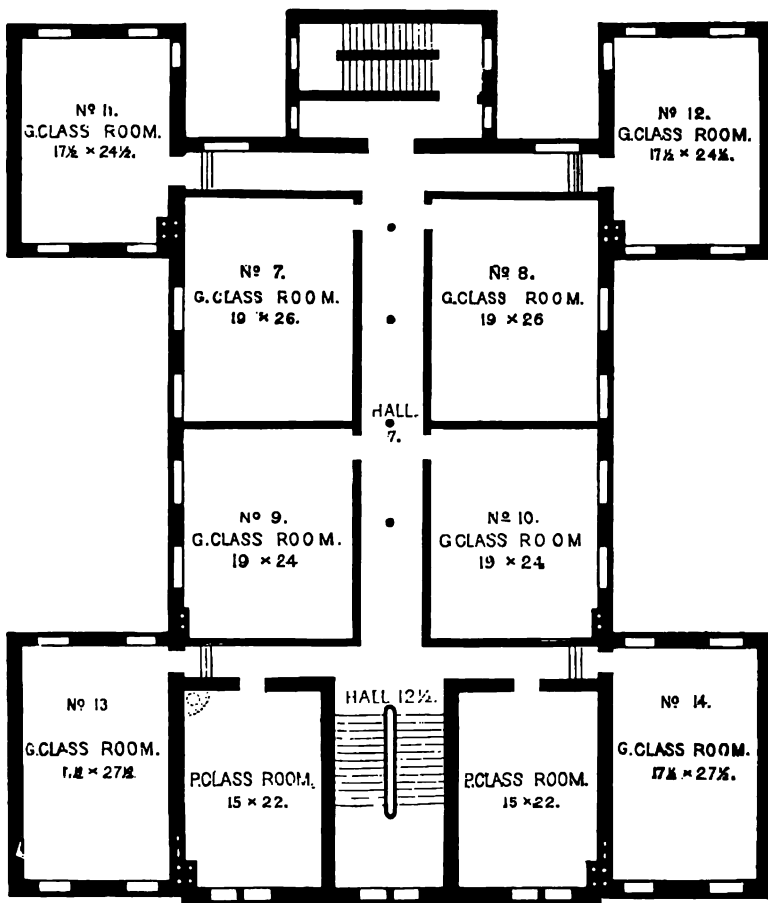 Nº 11.
G.CLASS ROOM.
17½ × 24½.
Nº 12.
G.CLASS ROOM.
17½ × 24½.
Nº 7.
G.CLASS ROOM.
19 × 26.
Nº 8.
G.CLASS ROOM.
19 × 26
HALL.
7.
Nº 9.
G.CLASS ROOM.
19 × 24
Nº 10.
G CLASS ROOM
19 × 24
Nº 13
G.CLASS ROOM.
× 27½
HALL 12½.
Nº 14.
G.CLASS ROOM.
17½ × 27½.
P.CLASS ROOM.
15 × 22.
P.CLASS ROOM.
15 × 22.